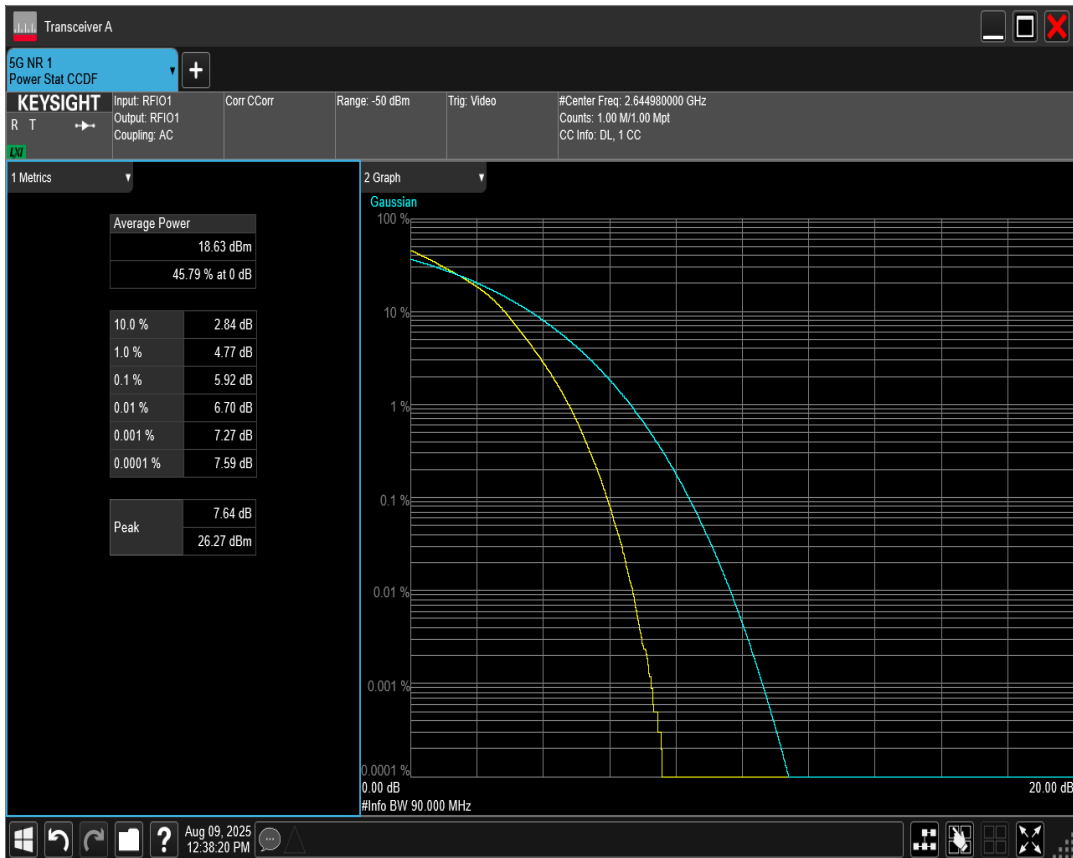 Transceiver A
5G NR 1
Power Stat CCDF
+
KEYSIGHT
R T
LXI
Input: RFIO1
Output: RFIO1
Coupling: AC
Corr CCorr
Range: -50 dBm
Trig: Video
#Center Freq: 2.644980000 GHz
Counts: 1.00 M/1.00 Mpt
CC Info: DL, 1 CC
1 Metrics
Average Power
18.63 dBm
45.79 % at 0 dB
10.0 % 2.84 dB
1.0 % 4.77 dB
0.1 % 5.92 dB
0.01 % 6.70 dB
0.001 % 7.27 dB
0.0001 % 7.59 dB
Peak 7.64 dB
26.27 dBm
2 Graph
Gaussian
100 %
10 %
1 %
0.1 %
0.01 %
0.001 %
0.0001 %
0.00 dB 20.00 dB
#Info BW 90.000 MHz
?
Aug 09, 2025
12:38:20 PM